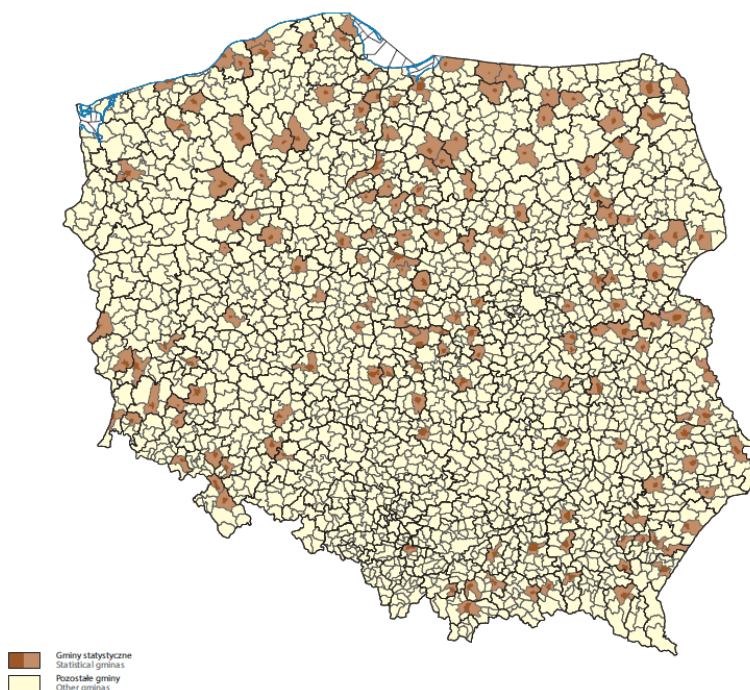 Gminy statystyczne
Statistical gminas
Pozostałe gminy
Other gminas